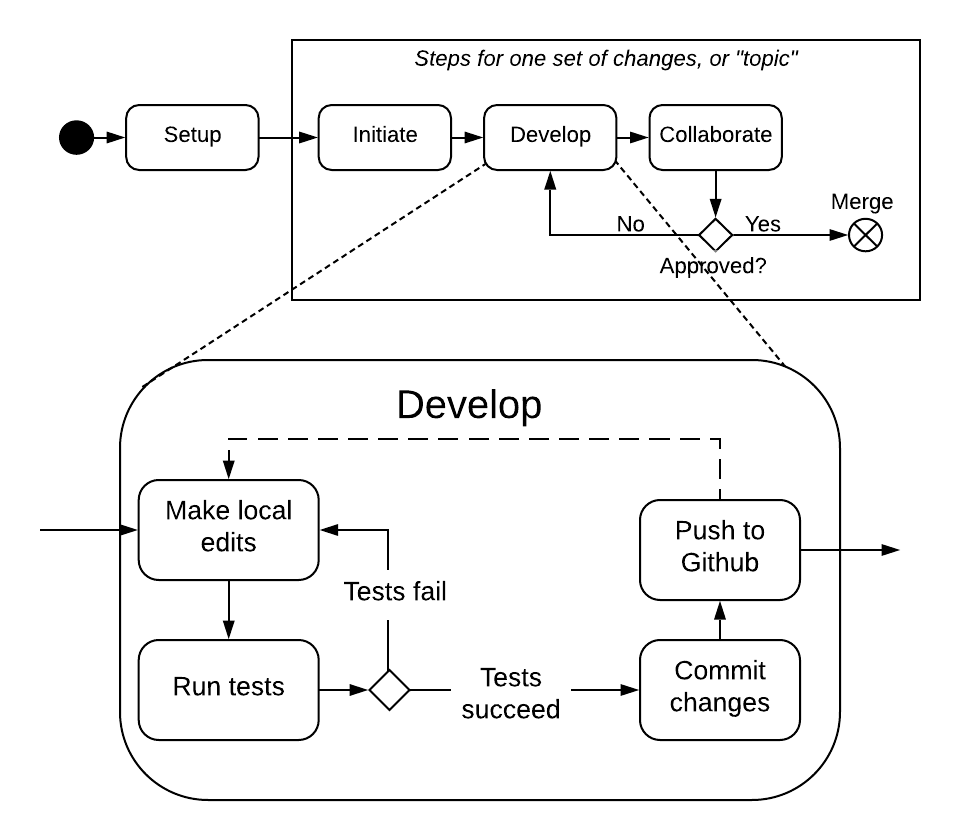 Steps for one set of changes, or "topic"
Setup
Initiate
Develop
Collaborate
Merge
No
Yes
Approved?
Develop
Make local
edits
Push to
Github
Tests fail
Run tests
Tests
succeed
Commit
changes